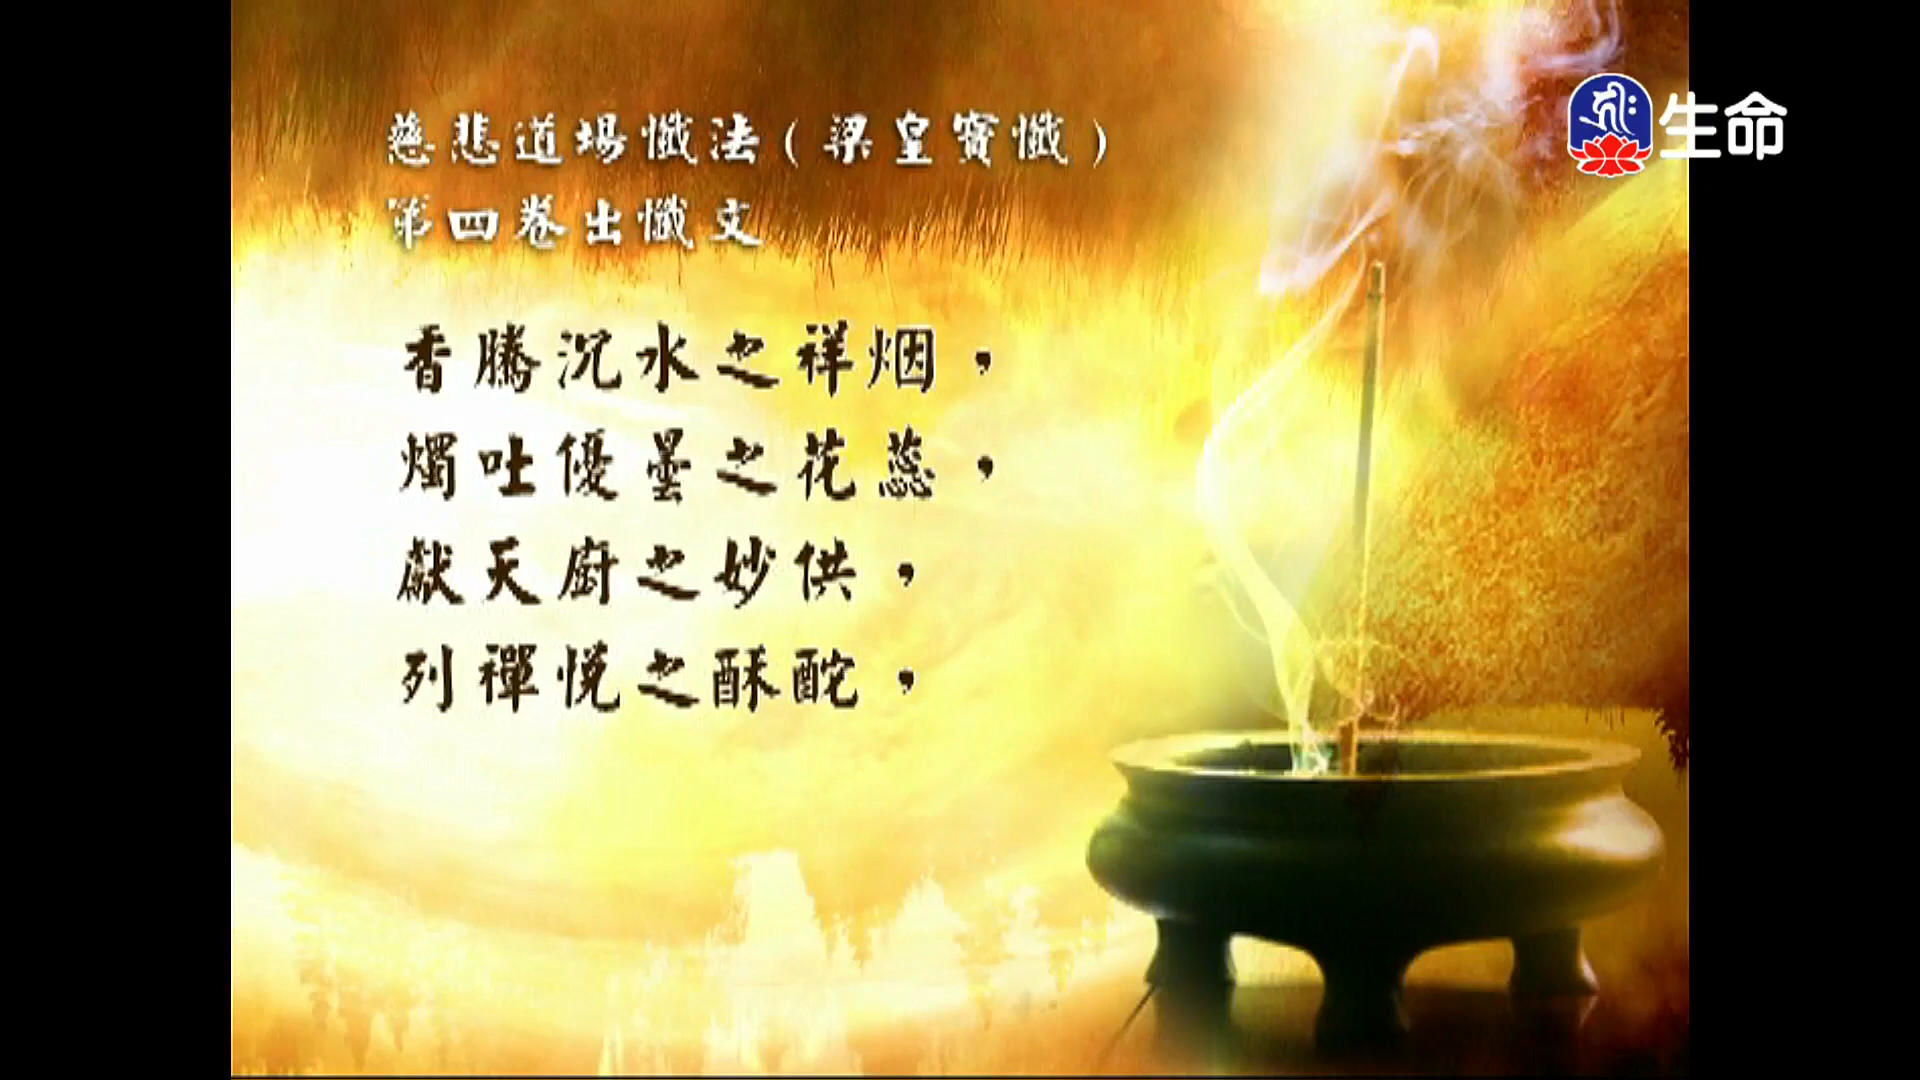 慈悲道場懺法(梁皇寶懺)
第四卷出懺文
生命
香騰沉水之祥烟，
燭吐優曇之花蕊，
獻天廚之妙供，
列禪悅之酥酡，